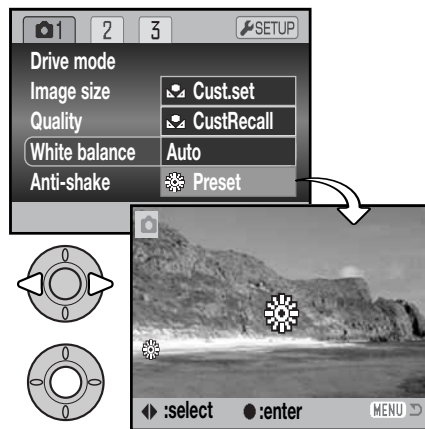 1 2 3 SETUP
Drive mode
Image size Cust.set
Quality CustRecall
White balance Auto
Anti-shake Preset
:select :enter MENU